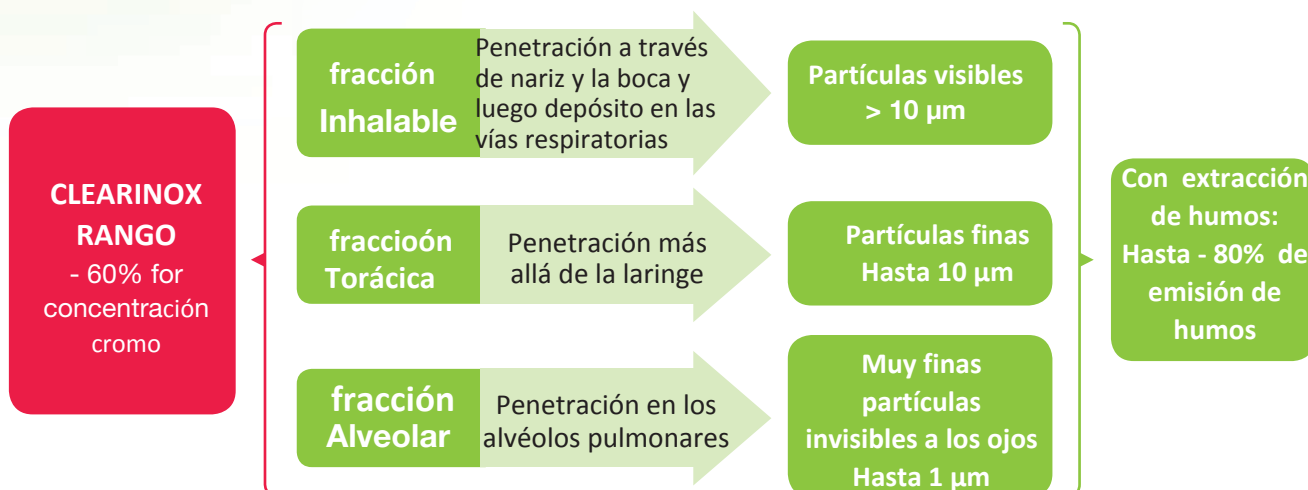 CLEARINOX
RANGO
- 60% for
concentración
cromo
fracción
Inhalable
Penetración a través
de nariz y la boca y
luego depósito en las
vías respiratorias
Partículas visibles
> 10 µm
fraccioón
Torácica
Penetración más
allá de la laringe
Partículas finas
Hasta 10 µm
fracción
Alveolar
Penetración en los
alvéolos pulmonares
Muy finas
partículas
invisibles a los ojos
Hasta 1 µm
Con extracción
de humos:
Hasta - 80% de
emisión de
humos